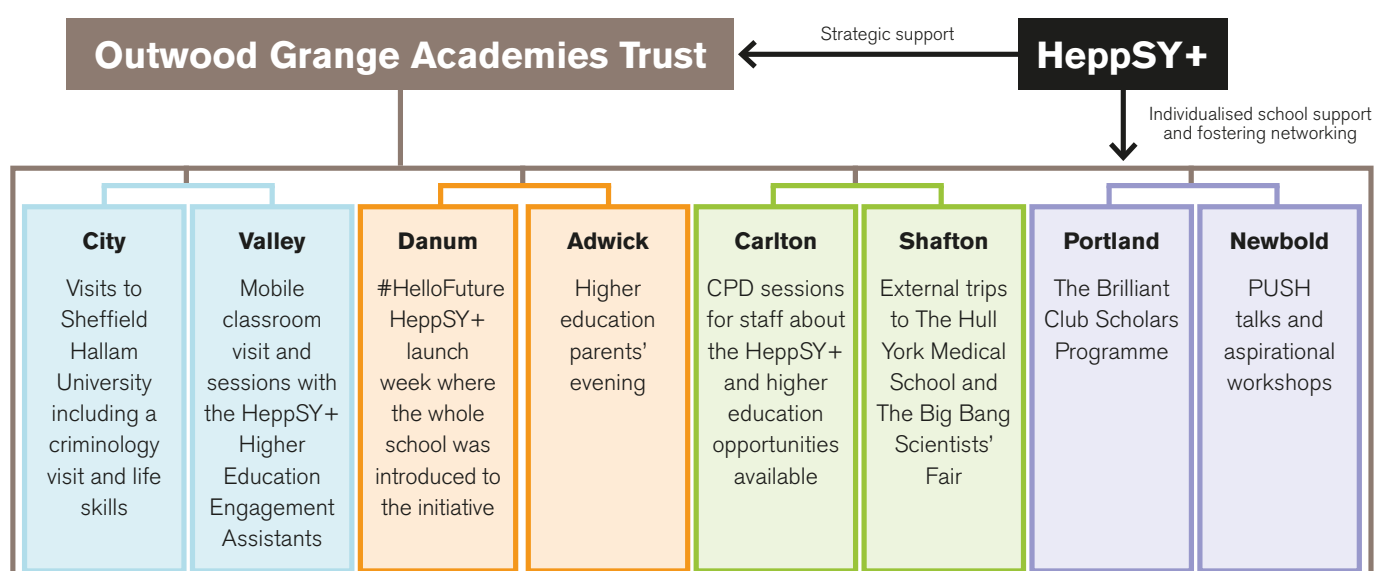 Outwood Grange Academies Trust
Strategic support
HeppSY+
Individualised school support
and fostering networking
City
Visits to
Sheffield
Hallam
University
including a
criminology
visit and life
skills
Valley
Mobile
classroom
visit and
sessions with
the HeppSY+
Higher
Education
Engagement
Assistants
Danum
#HelloFuture
HeppSY+
launch
week where
the whole
school was
introduced to
the initiative
Adwick
Higher
education
parents’
evening
Carlton
CPD sessions
for staff about
the HeppSY+
and higher
education
opportunities
available
Shafton
External trips
to The Hull
York Medical
School and
The Big Bang
Scientists’
Fair
Portland
The Brilliant
Club Scholars
Programme
Newbold
PUSH
talks and
aspirational
workshops